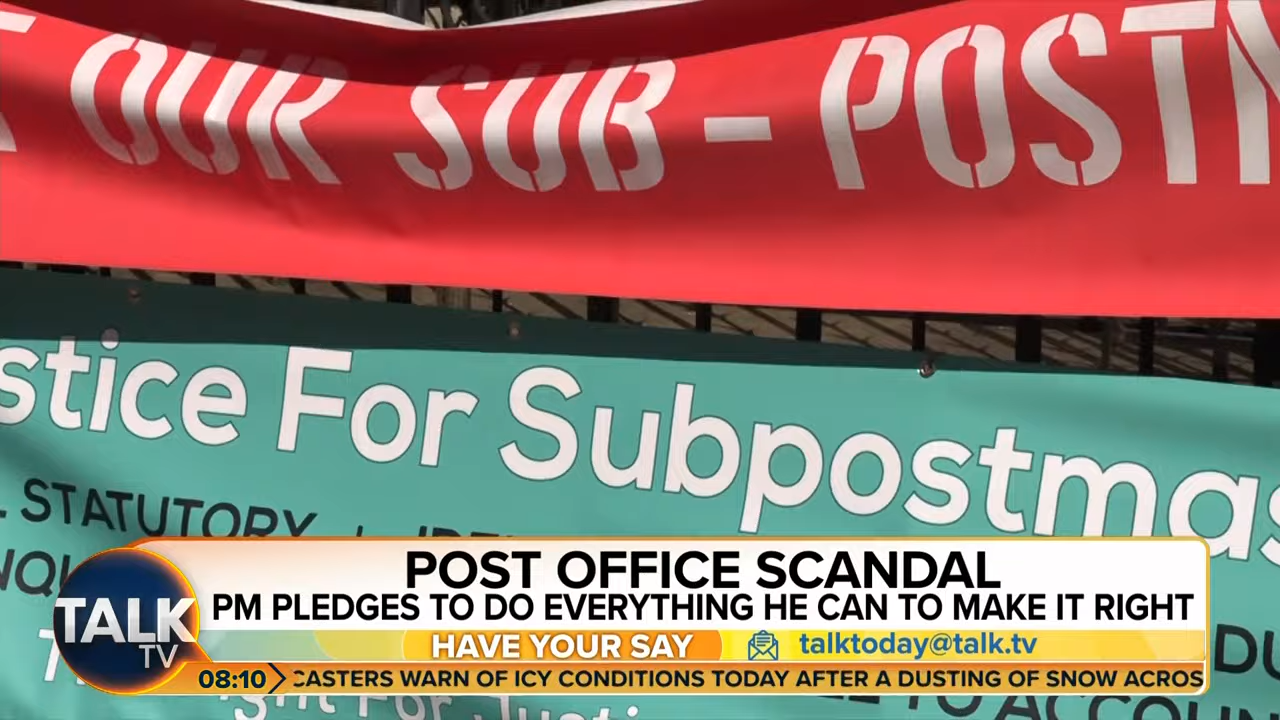 OUR SUB-POST
stice For Subpostmas
STATUTORY
POST OFFICE SCANDAL
PM PLEDGES TO DO EVERYTHING HE CAN TO MAKE IT RIGHT
HAVE YOUR SAY
talktoday@talk.tv
TALK
TV
08:10
CASTERS WARN OF ICY CONDITIONS TODAY AFTER A DUSTING OF SNOW ACROS
For